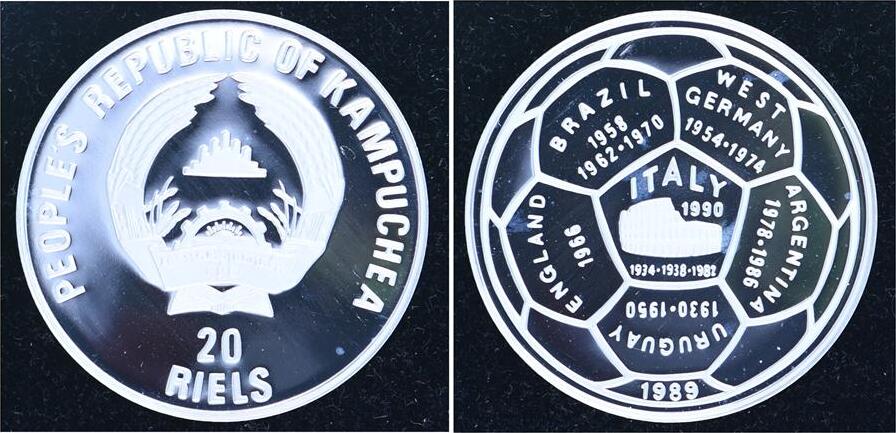 PEOPLE'S REPUBLIC OF KAMPUCHEA
20
RIELS
BRAZIL
1958
1962·1970
WEST
GERMANY
1954·1974
ITALY
1990
1934·1938·1982
ENGLAND
1966
ARGENTINA
1978·1986
URUGUAY
1930·1950
1989